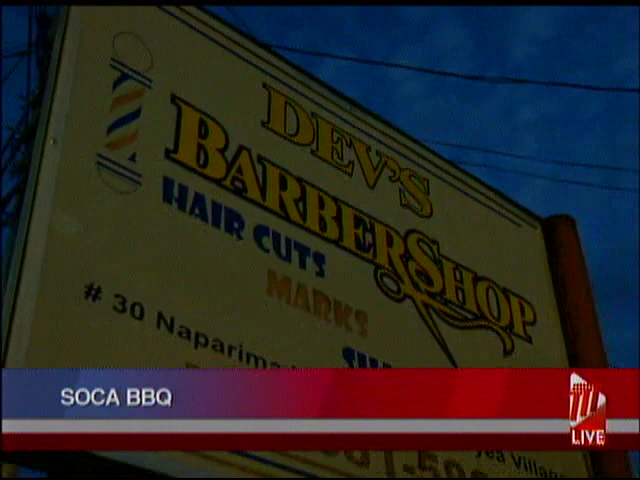 DEV'S
BARBERSHOP
HAIR CUTS
MARKS
# 30 Naparima
SOCA BBQ
LIVE